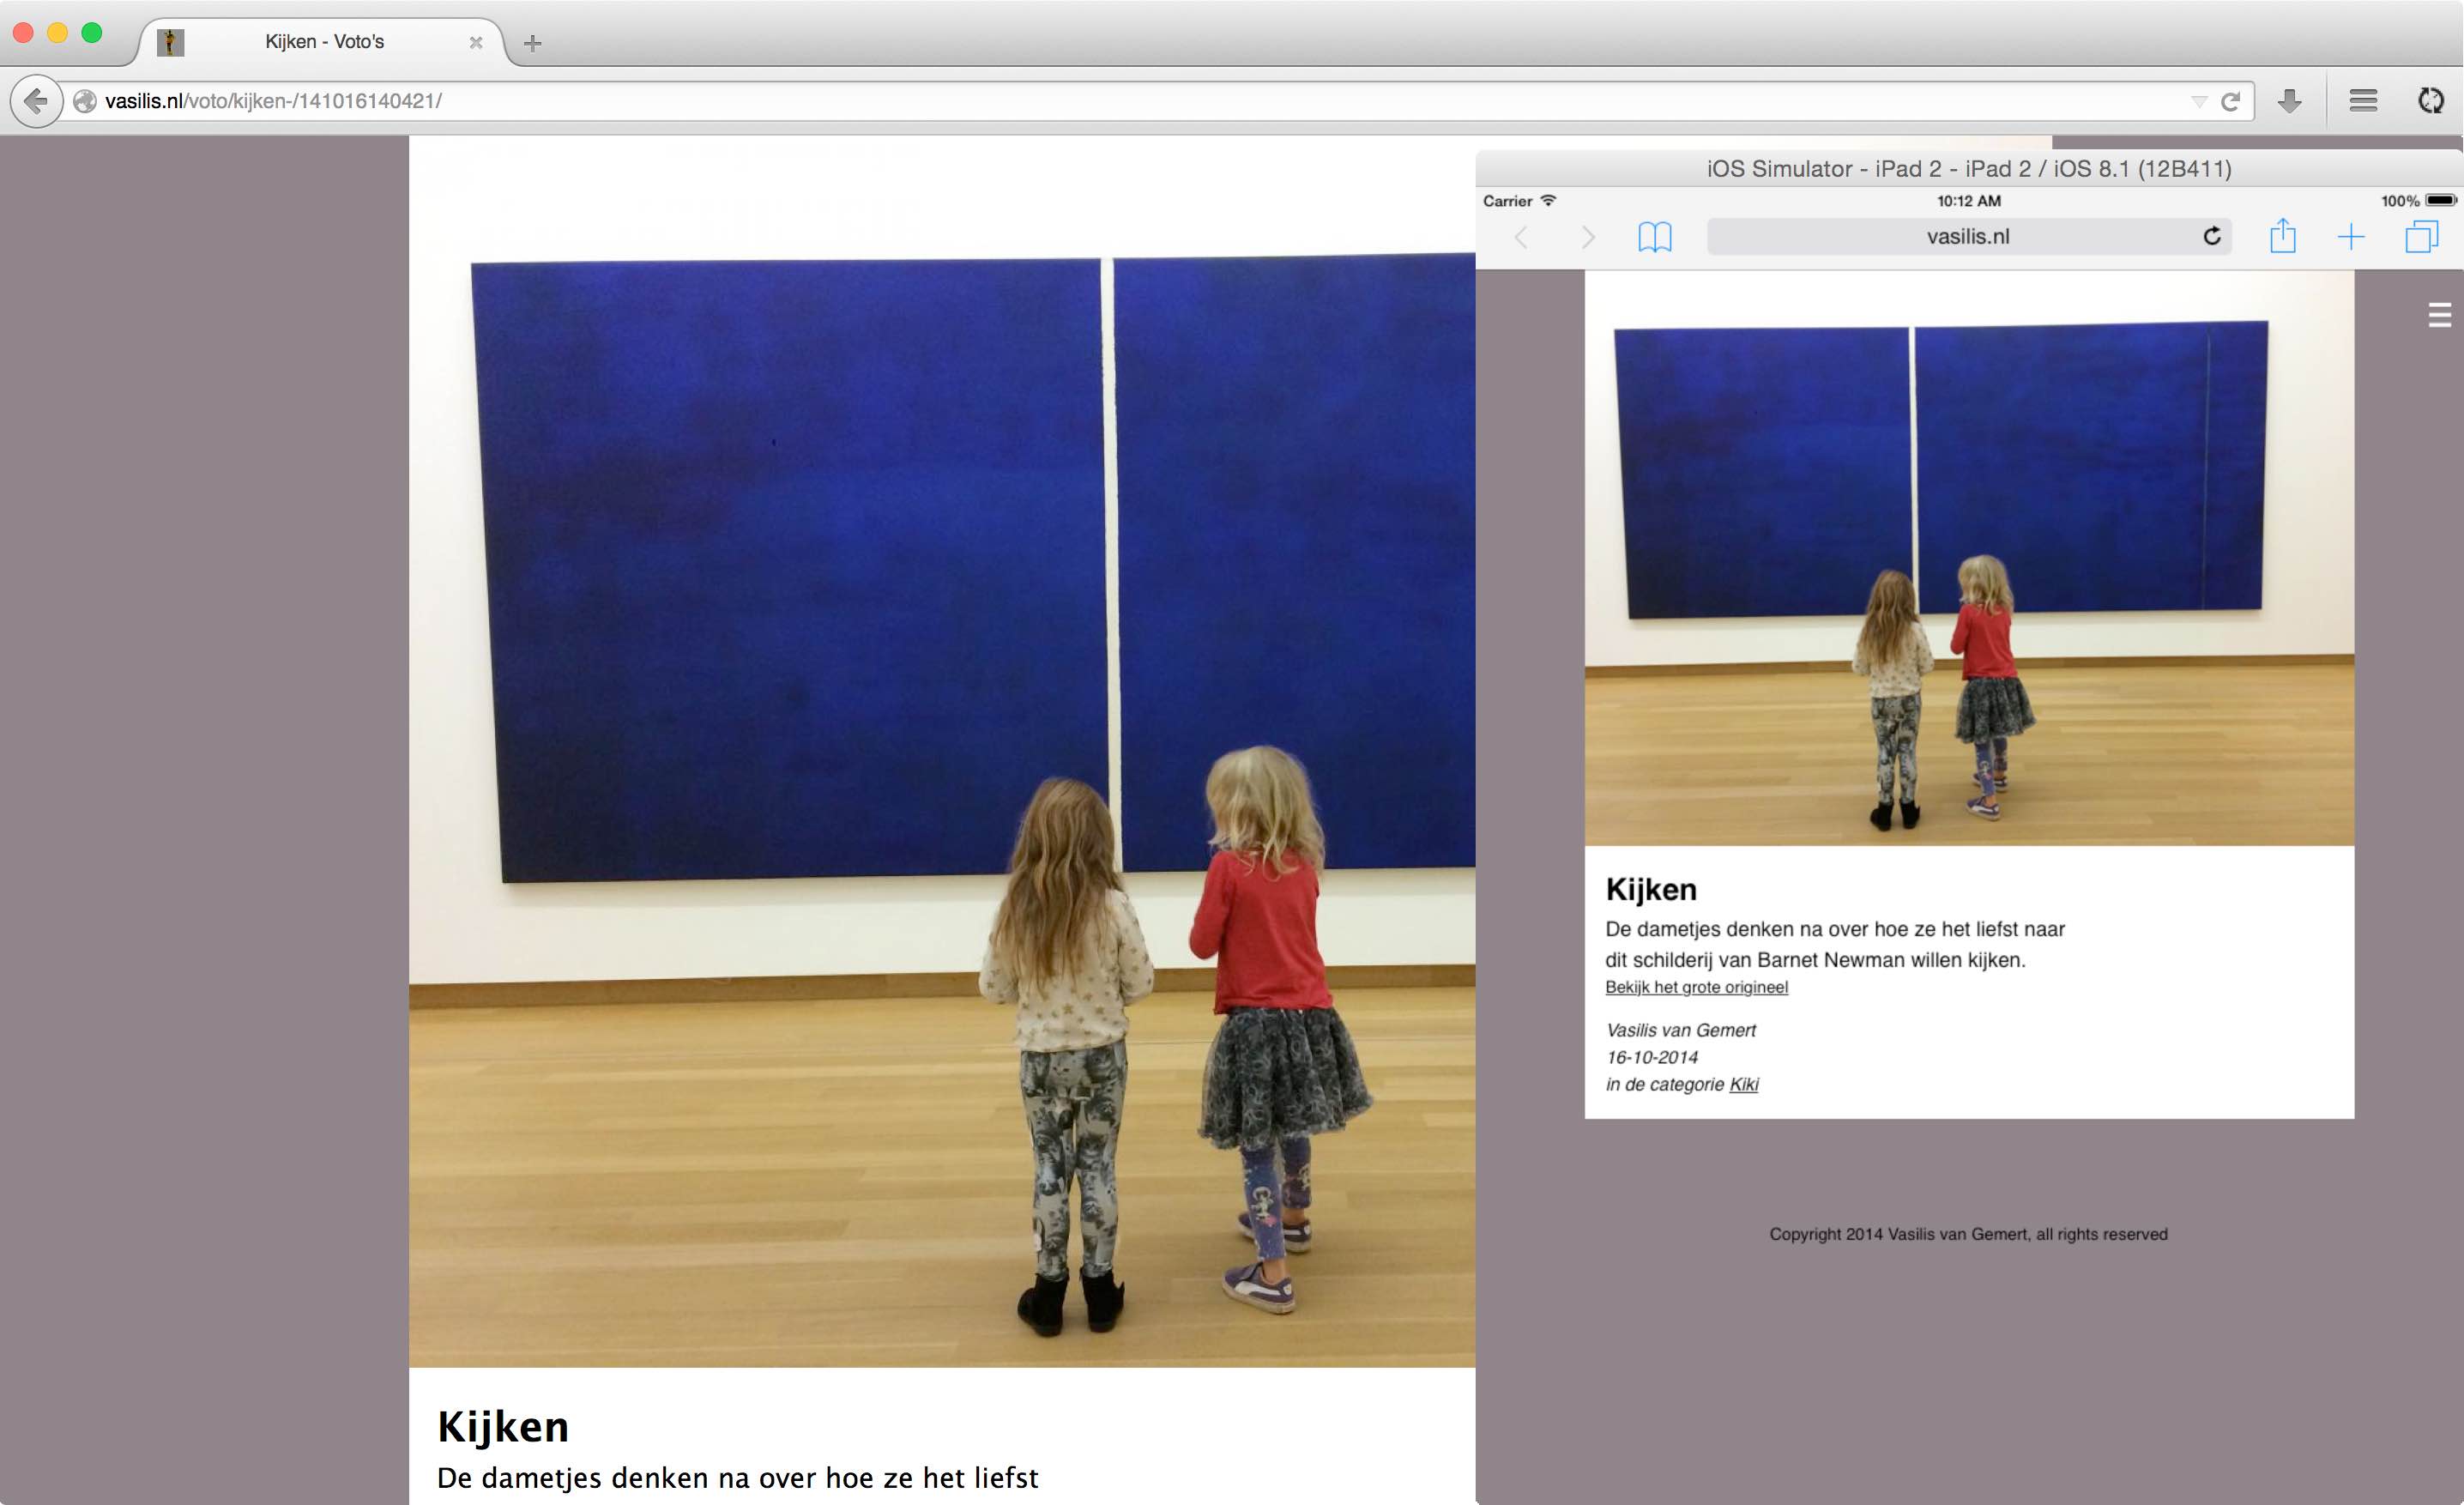 Kijken - Voto's
vasilis.nl/voto/kijken-/141016140421/
iOS Simulator - iPad 2 - iPad 2 / iOS 8.1 (12B411)
Carrier
10:12 AM
100%
vasilis.nl
Kijken
De dametjes denken na over hoe ze het liefst naar
dit schilderij van Barnet Newman willen kijken.
Bekijk het grote origineel
Vasilis van Gemert
16-10-2014
in de categorie Kiki
Copyright 2014 Vasilis van Gemert, all rights reserved
Kijken
De dametjes denken na over hoe ze het liefst